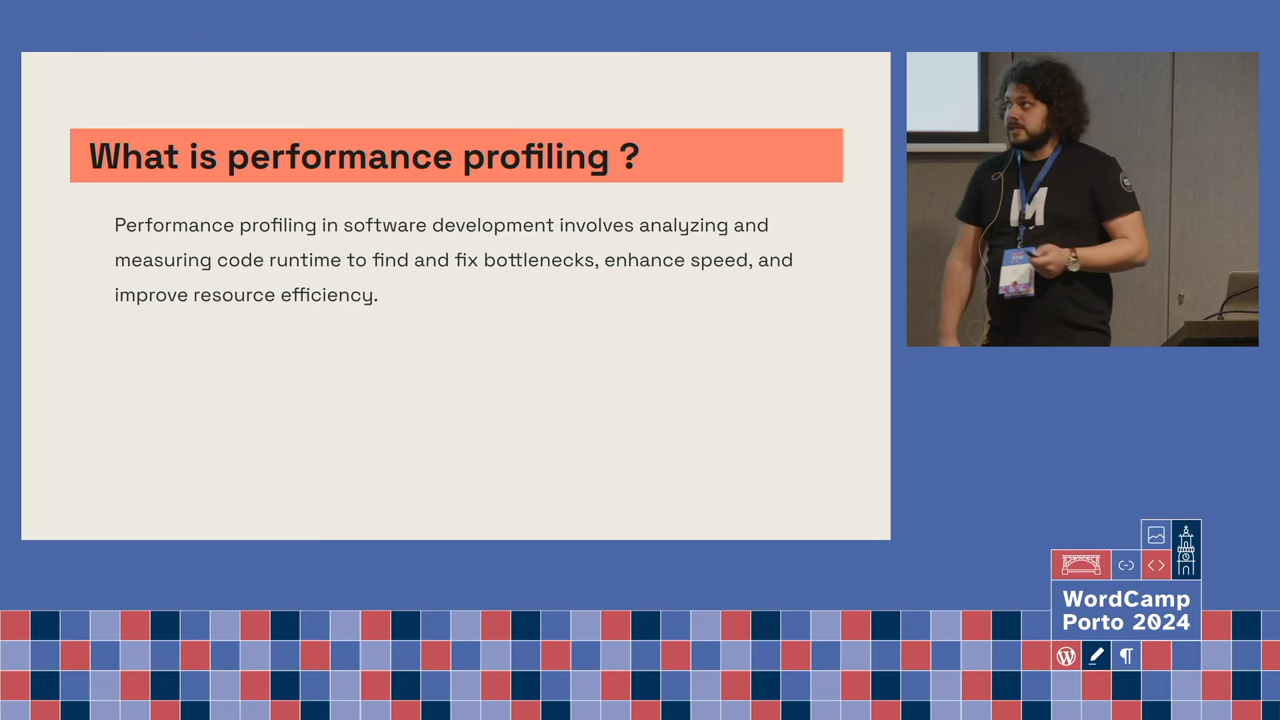 What is performance profiling ?
Performance profiling in software development involves analyzing and
measuring code runtime to find and fix bottlenecks, enhance speed, and
improve resource efficiency.
M
WordCamp
Porto 2024